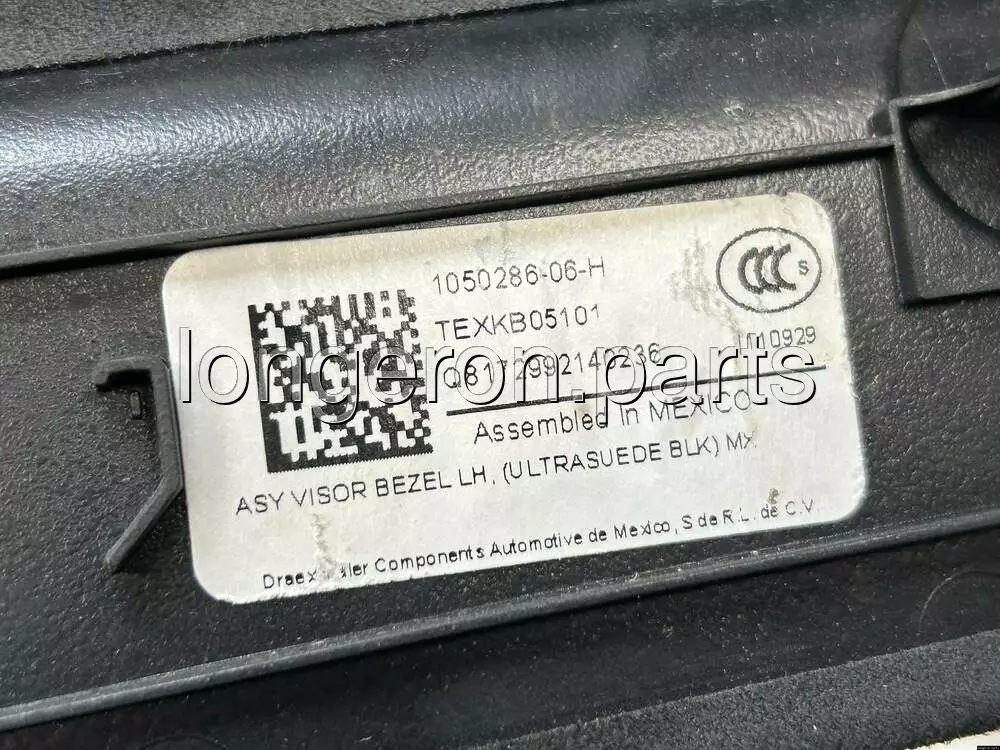 1050286-06-H
CCC S
TEXKB05101
longeron.parts
Assembled In MEXICO
ASY VISOR BEZEL LH, (ULTRASUEDE BLK) MX
Components Automotive de Mexico, S de R.L. de C.V.